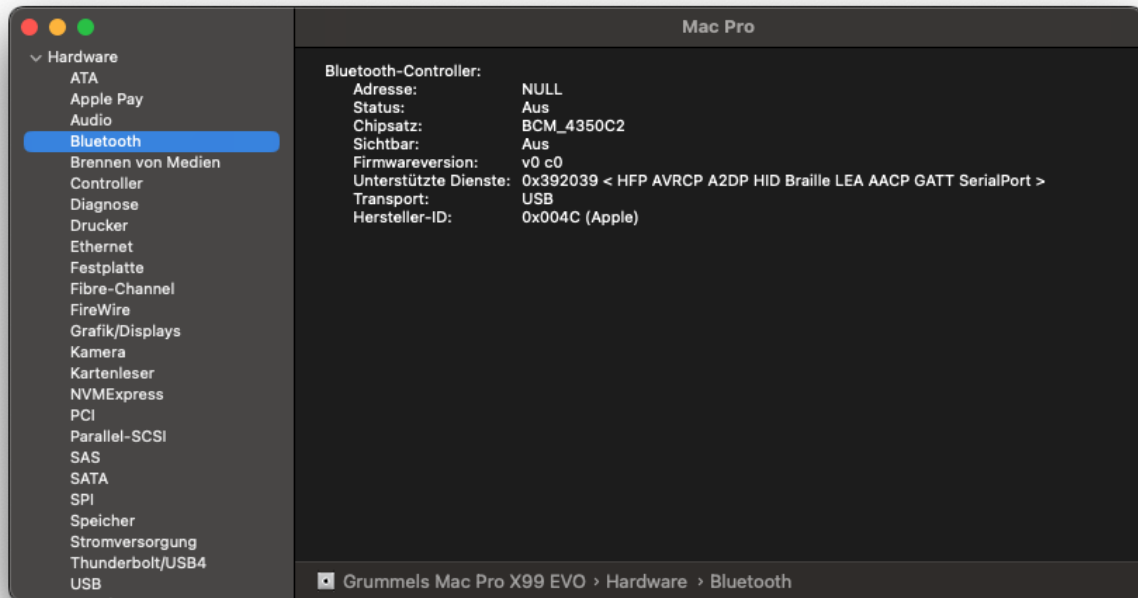 Mac Pro
Hardware
ATA
Apple Pay
Audio
Bluetooth
Brennen von Medien
Controller
Diagnose
Drucker
Ethernet
Festplatte
Fibre-Channel
FireWire
Grafik/Displays
Kamera
Kartenleser
NVMExpress
PCI
Parallel-SCSI
SAS
SATA
SPI
Speicher
Stromversorgung
Thunderbolt/USB4
USB
Bluetooth-Controller:
Adresse: NULL
Status: Aus
Chipsatz: BCM_4350C2
Sichtbar: Aus
Firmwareversion: v0 c0
Unterstützte Dienste: 0x392039 < HFP AVRCP A2DP HID Braille LEA AACP GATT SerialPort >
Transport: USB
Hersteller-ID: 0x004C (Apple)
Grummels Mac Pro X99 EVO › Hardware › Bluetooth